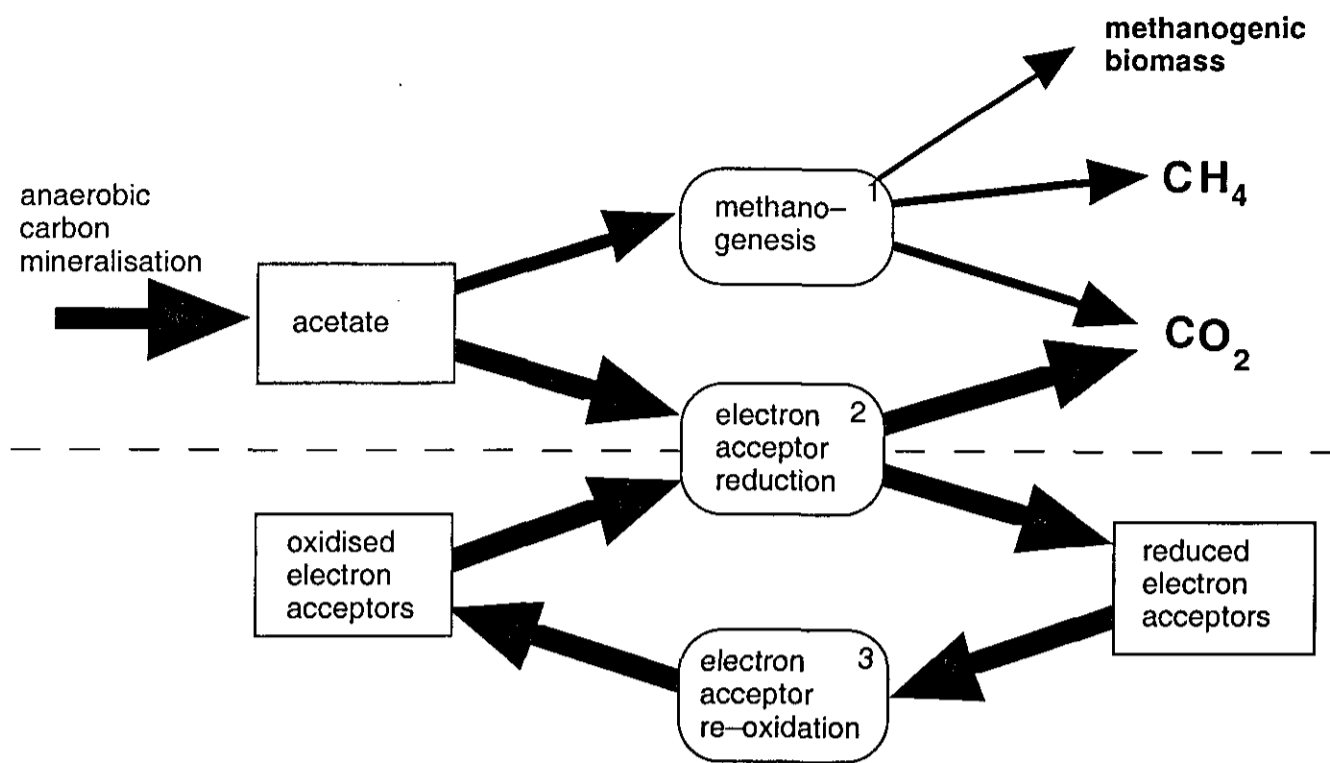 methanogenic
biomass
CH₄
anaerobic
carbon
mineralisation
1
methano–
genesis
acetate
CO₂
electron 2
acceptor
reduction
oxidised
electron
acceptors
reduced
electron
acceptors
electron 3
acceptor
re–oxidation